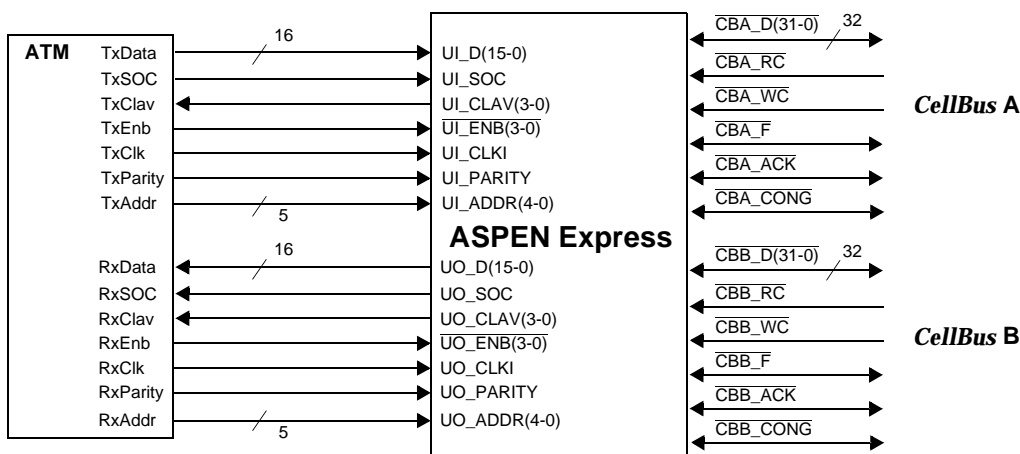 ATM
TxData 16 UI_D(15-0)
TxSOC UI_SOC
TxClav UI_CLAV(3-0)
TxEnb UI_ENB(3-0)
TxClk UI_CLKI
TxParity UI_PARITY
TxAddr 5 UI_ADDR(4-0)
ASPEN Express
RxData 16 UO_D(15-0)
RxSOC UO_SOC
RxClav UO_CLAV(3-0)
RxEnb UO_ENB(3-0)
RxClk UO_CLKI
RxParity UO_PARITY
RxAddr 5 UO_ADDR(4-0)
CBA_D(31-0) 32
CBA_RC
CBA_WC
CBA_F
CBA_ACK
CBA_CONG
CellBus A
CBB_D(31-0) 32
CBB_RC
CBB_WC
CBB_F
CBB_ACK
CBB_CONG
CellBus B